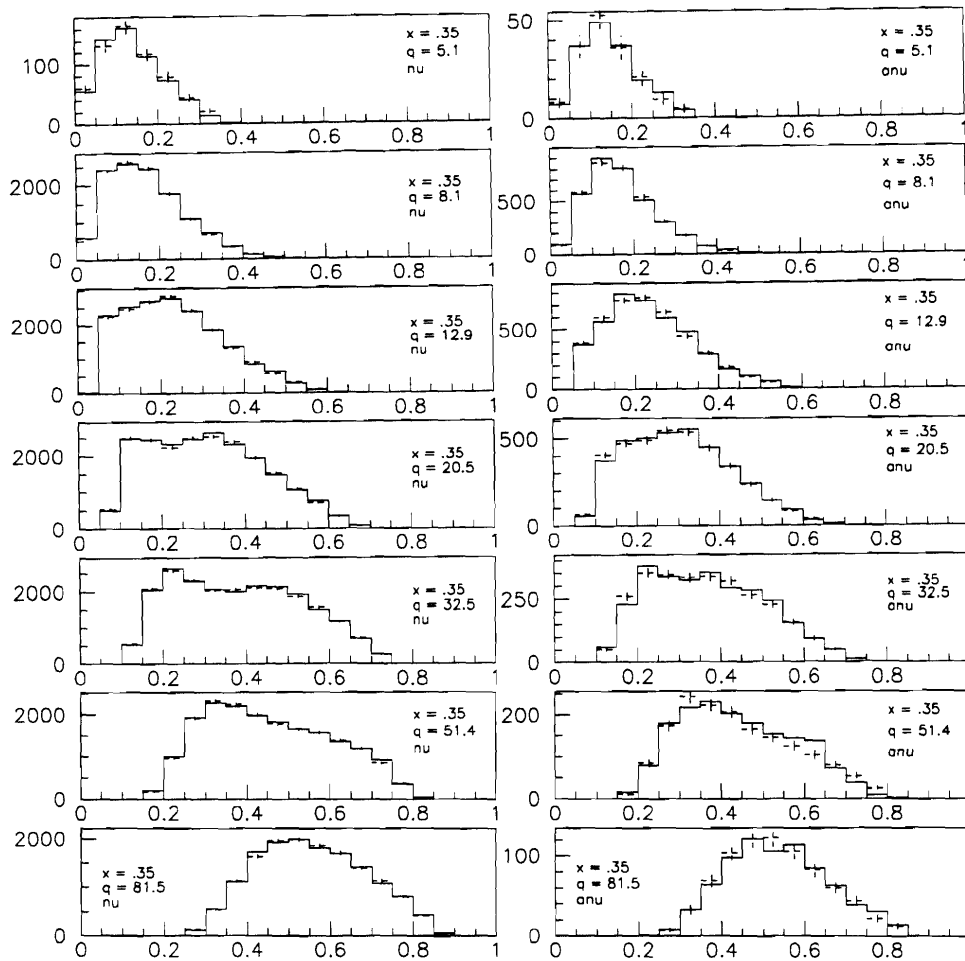 x = .35
q = 5.1
nu
100
0 0.2 0.4 0.6 0.8 1
x = .35
q = 5.1
anu
50
0
0 0.2 0.4 0.6 0.8 1
x = .35
q = 8.1
nu
2000
0
0 0.2 0.4 0.6 0.8 1
x = .35
q = 8.1
anu
500
0
0 0.2 0.4 0.6 0.8 1
x = .35
q = 12.9
nu
2000
0
0 0.2 0.4 0.6 0.8 1
x = .35
q = 12.9
anu
500
0
0 0.2 0.4 0.6 0.8 1
x = .35
q = 20.5
nu
2000
0
0 0.2 0.4 0.6 0.8 1
x = .35
q = 20.5
anu
500
0
0 0.2 0.4 0.6 0.8 1
x = .35
q = 32.5
nu
2000
0
0 0.2 0.4 0.6 0.8 1
x = .35
q = 32.5
anu
250
0
0 0.2 0.4 0.6 0.8 1
x = .35
q = 51.4
nu
2000
0
0 0.2 0.4 0.6 0.8 1
x = .35
q = 51.4
anu
200
0
0 0.2 0.4 0.6 0.8 1
2000
x = .35
q = 81.5
nu
0
0 0.2 0.4 0.6 0.8 1
100
x = .35
q = 81.5
anu
0
0 0.2 0.4 0.6 0.8 1